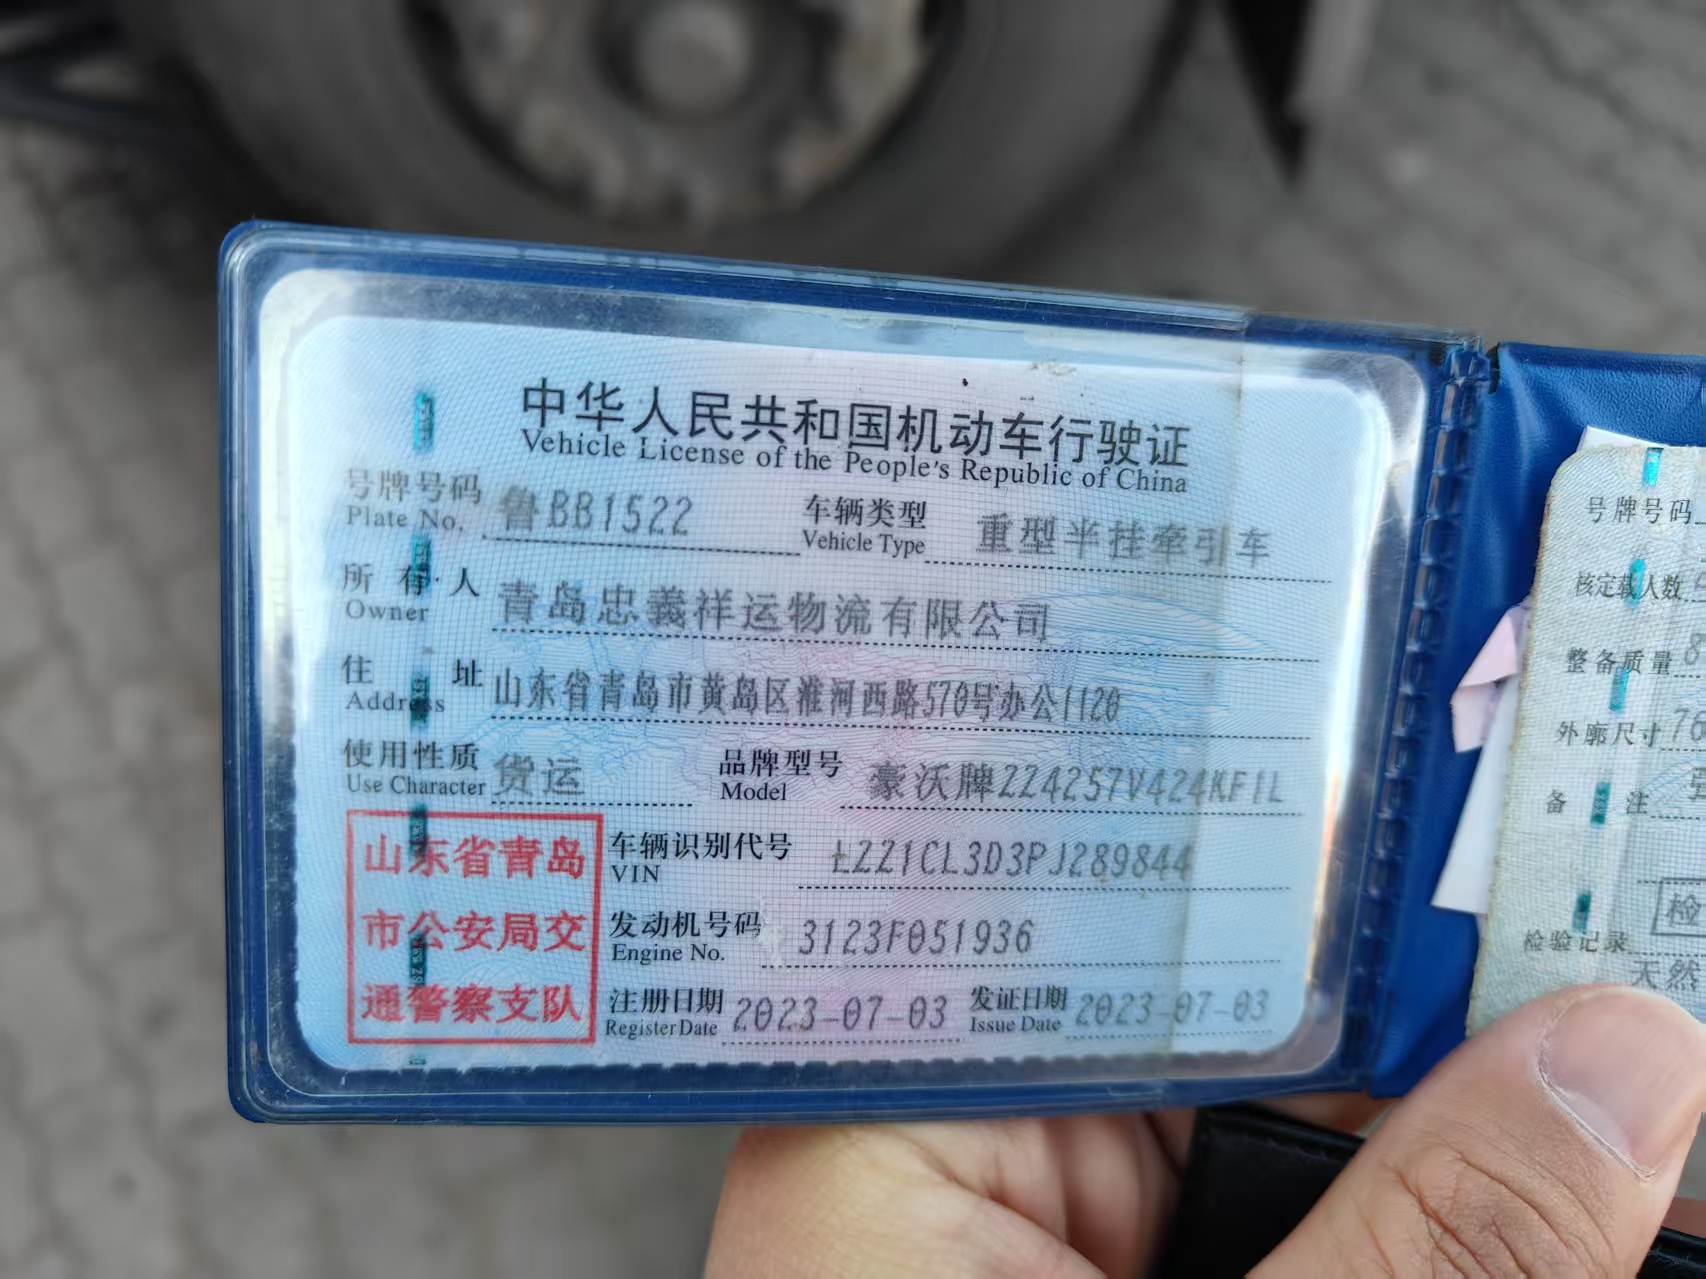 中华人民共和国机动车行驶证
Vehicle License of the People's Republic of China
号牌号码 鲁BB1522 车辆类型 重型半挂牵引车
Plate No. Vehicle Type
所有人 青岛忠義祥运物流有限公司
Owner
住址 山东省青岛市黄岛区淮河西路570号办公1120
Address
使用性质 货运 品牌型号 豪沃牌ZZ4257V424KF1L
Use Character Model
山东省青岛
市公安局交
通警察支队
车辆识别代号 LZZ1CL3D3PJ289844
VIN
发动机号码 3123F051936
Engine No.
注册日期 2023-07-03 发证日期 2023-07-03
Register Date Issue Date
号牌号码
核定载人数
整备质量 8
外廓尺寸 76
备注
检
检验记录
天然